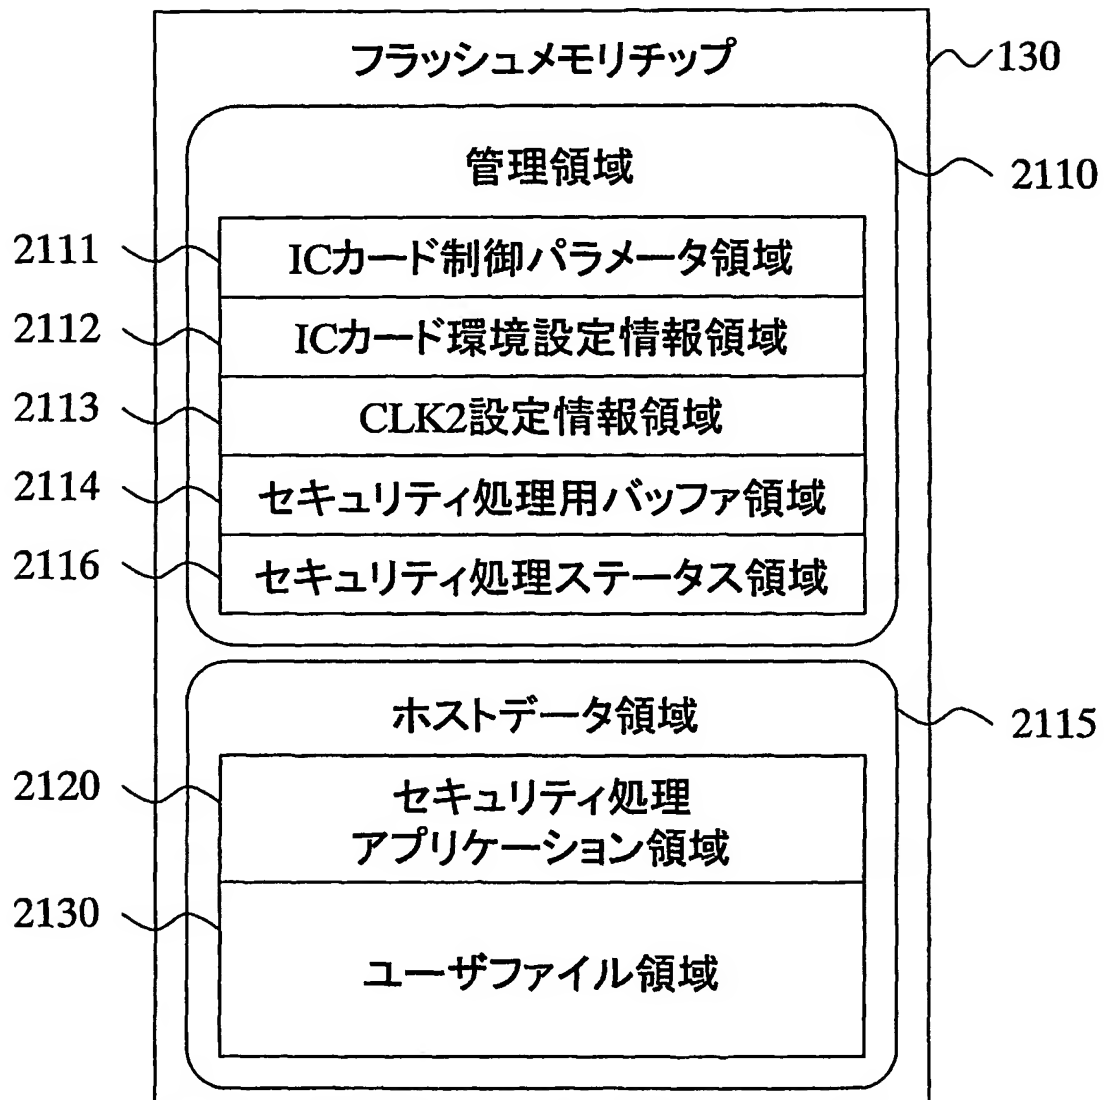 フラッシュメモリチップ
130
管理領域
2110
2111
ICカード制御パラメータ領域
2112
ICカード環境設定情報領域
2113
CLK2設定情報領域
2114
セキュリティ処理用バッファ領域
2116
セキュリティ処理ステータス領域
ホストデータ領域
2115
2120
セキュリティ処理
アプリケーション領域
2130
ユーザファイル領域